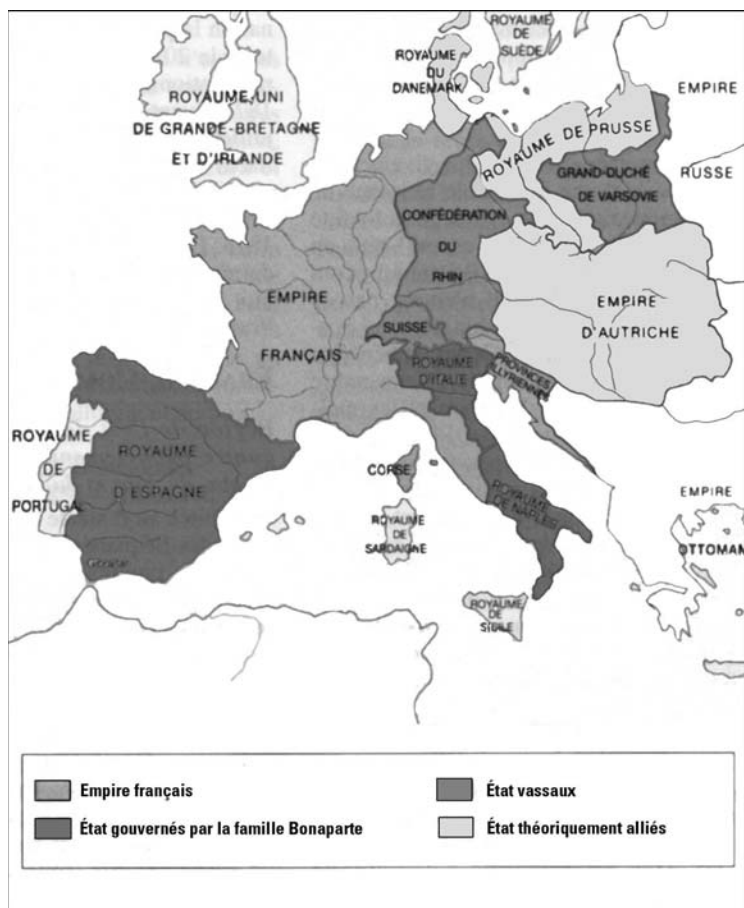 ROYAUME
DE
SUÈDE
ROYAUME
DU
DANEMARK
EMPIRE
RUSSE
ROYAUME-UNI
DE GRANDE-BRETAGNE
ET D'IRLANDE
ROYAUME DE PRUSSE
GRAND-DUCHÉ
DE VARSOVIE
CONFÉDÉRATION
DU
RHIN
EMPIRE
FRANÇAIS
EMPIRE
D'AUTRICHE
SUISSE
ROYAUME
D'ITALIE
PROVINCES
ILLYRIENNES
ROYAUME
DE
PORTUGAL
ROYAUME
D'ESPAGNE
Gibraltar
CORSE
ROYAUME
DE
SARDAIGNE
ROYAUME
DE NAPLES
EMPIRE
OTTOMAM
ROYAUME
DE
SICILE
Empire français
État vassaux
État gouvernés par la famille Bonaparte
État théoriquement alliés